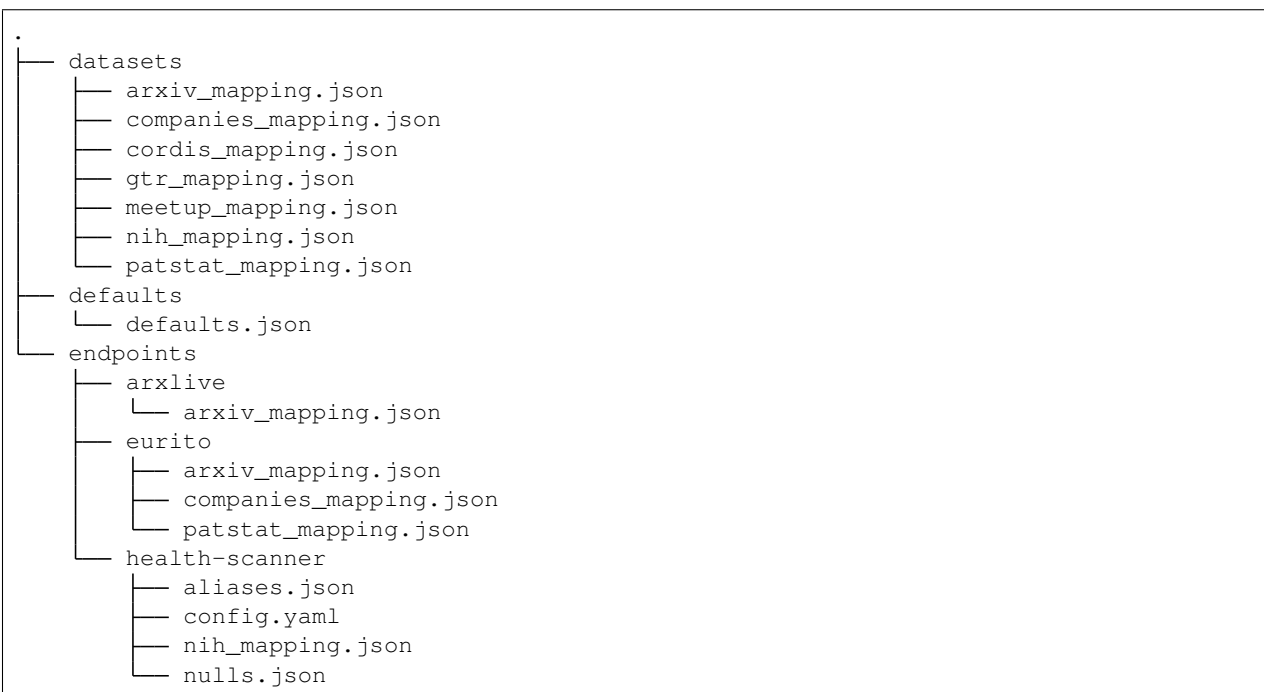 .
├── datasets
│   ├── arxiv_mapping.json
│   ├── companies_mapping.json
│   ├── cordis_mapping.json
│   ├── gtr_mapping.json
│   ├── meetup_mapping.json
│   ├── nih_mapping.json
│   └── patstat_mapping.json
├── defaults
│   └── defaults.json
└── endpoints
    ├── arxlive
    │   └── arxiv_mapping.json
    ├── eurito
    │   ├── arxiv_mapping.json
    │   ├── companies_mapping.json
    │   └── patstat_mapping.json
    └── health-scanner
        ├── aliases.json
        ├── config.yaml
        ├── nih_mapping.json
        └── nulls.json